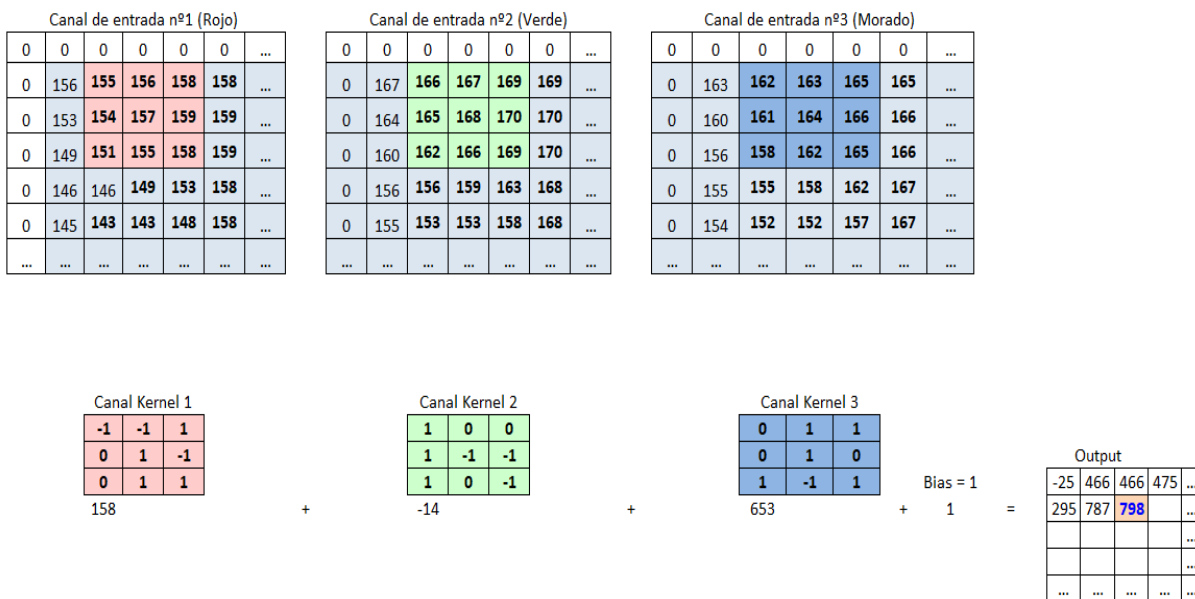 Canal de entrada nº1 (Rojo) Canal de entrada nº2 (Verde) Canal de entrada nº3 (Morado)
0 0 0 0 0 0 ... 0 0 0 0 0 0 ... 0 0 0 0 0 0 ...
0 156 155 156 158 158 ... 0 167 166 167 169 169 ... 0 163 162 163 165 165 ...
0 153 154 157 159 159 ... 0 164 165 168 170 170 ... 0 160 161 164 166 166 ...
0 149 151 155 158 159 ... 0 160 162 166 169 170 ... 0 156 158 162 165 166 ...
0 146 146 149 153 158 ... 0 156 156 159 163 168 ... 0 155 155 158 162 167 ...
0 145 143 143 148 158 ... 0 155 153 153 158 168 ... 0 154 152 152 157 167 ...
... ... ... ... ... ... ... ... ... ... ... ... ... ... ... ... ... ... ... ... ...
Canal Kernel 1 Canal Kernel 2 Canal Kernel 3
-1 -1 1 1 0 0 0 1 1
0 1 -1 1 -1 -1 0 1 0 Output
0 1 1 1 0 -1 1 -1 1 Bias = 1 -25 466 466 475 ...
158 + -14 + 653 + 1 = 295 787 798 ...
...
...
... ... ... ... ...